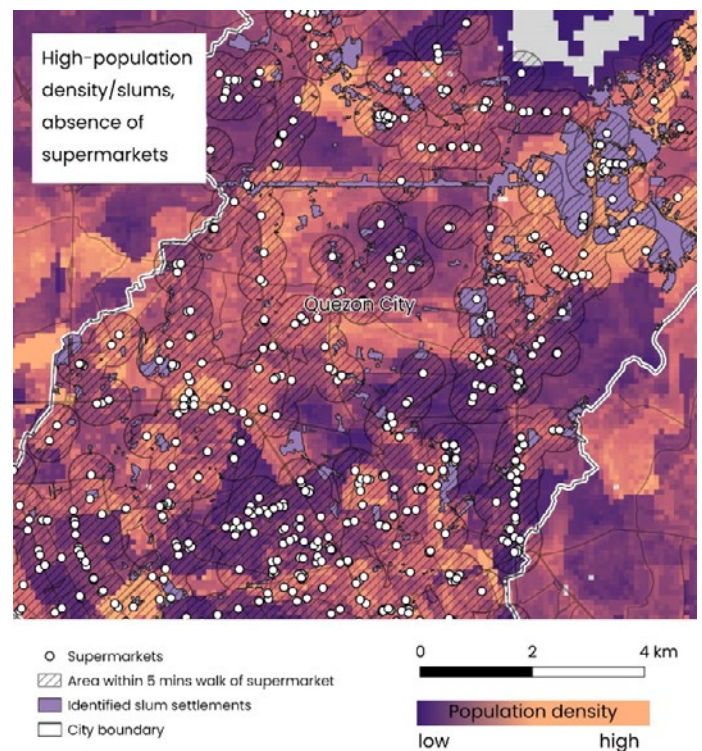 High-population
density/slums,
absence of
supermarkets
Quezon City
Supermarkets
Area within 5 mins walk of supermarket
Identified slum settlements
City boundary
0 2 4 km
Population density
low high